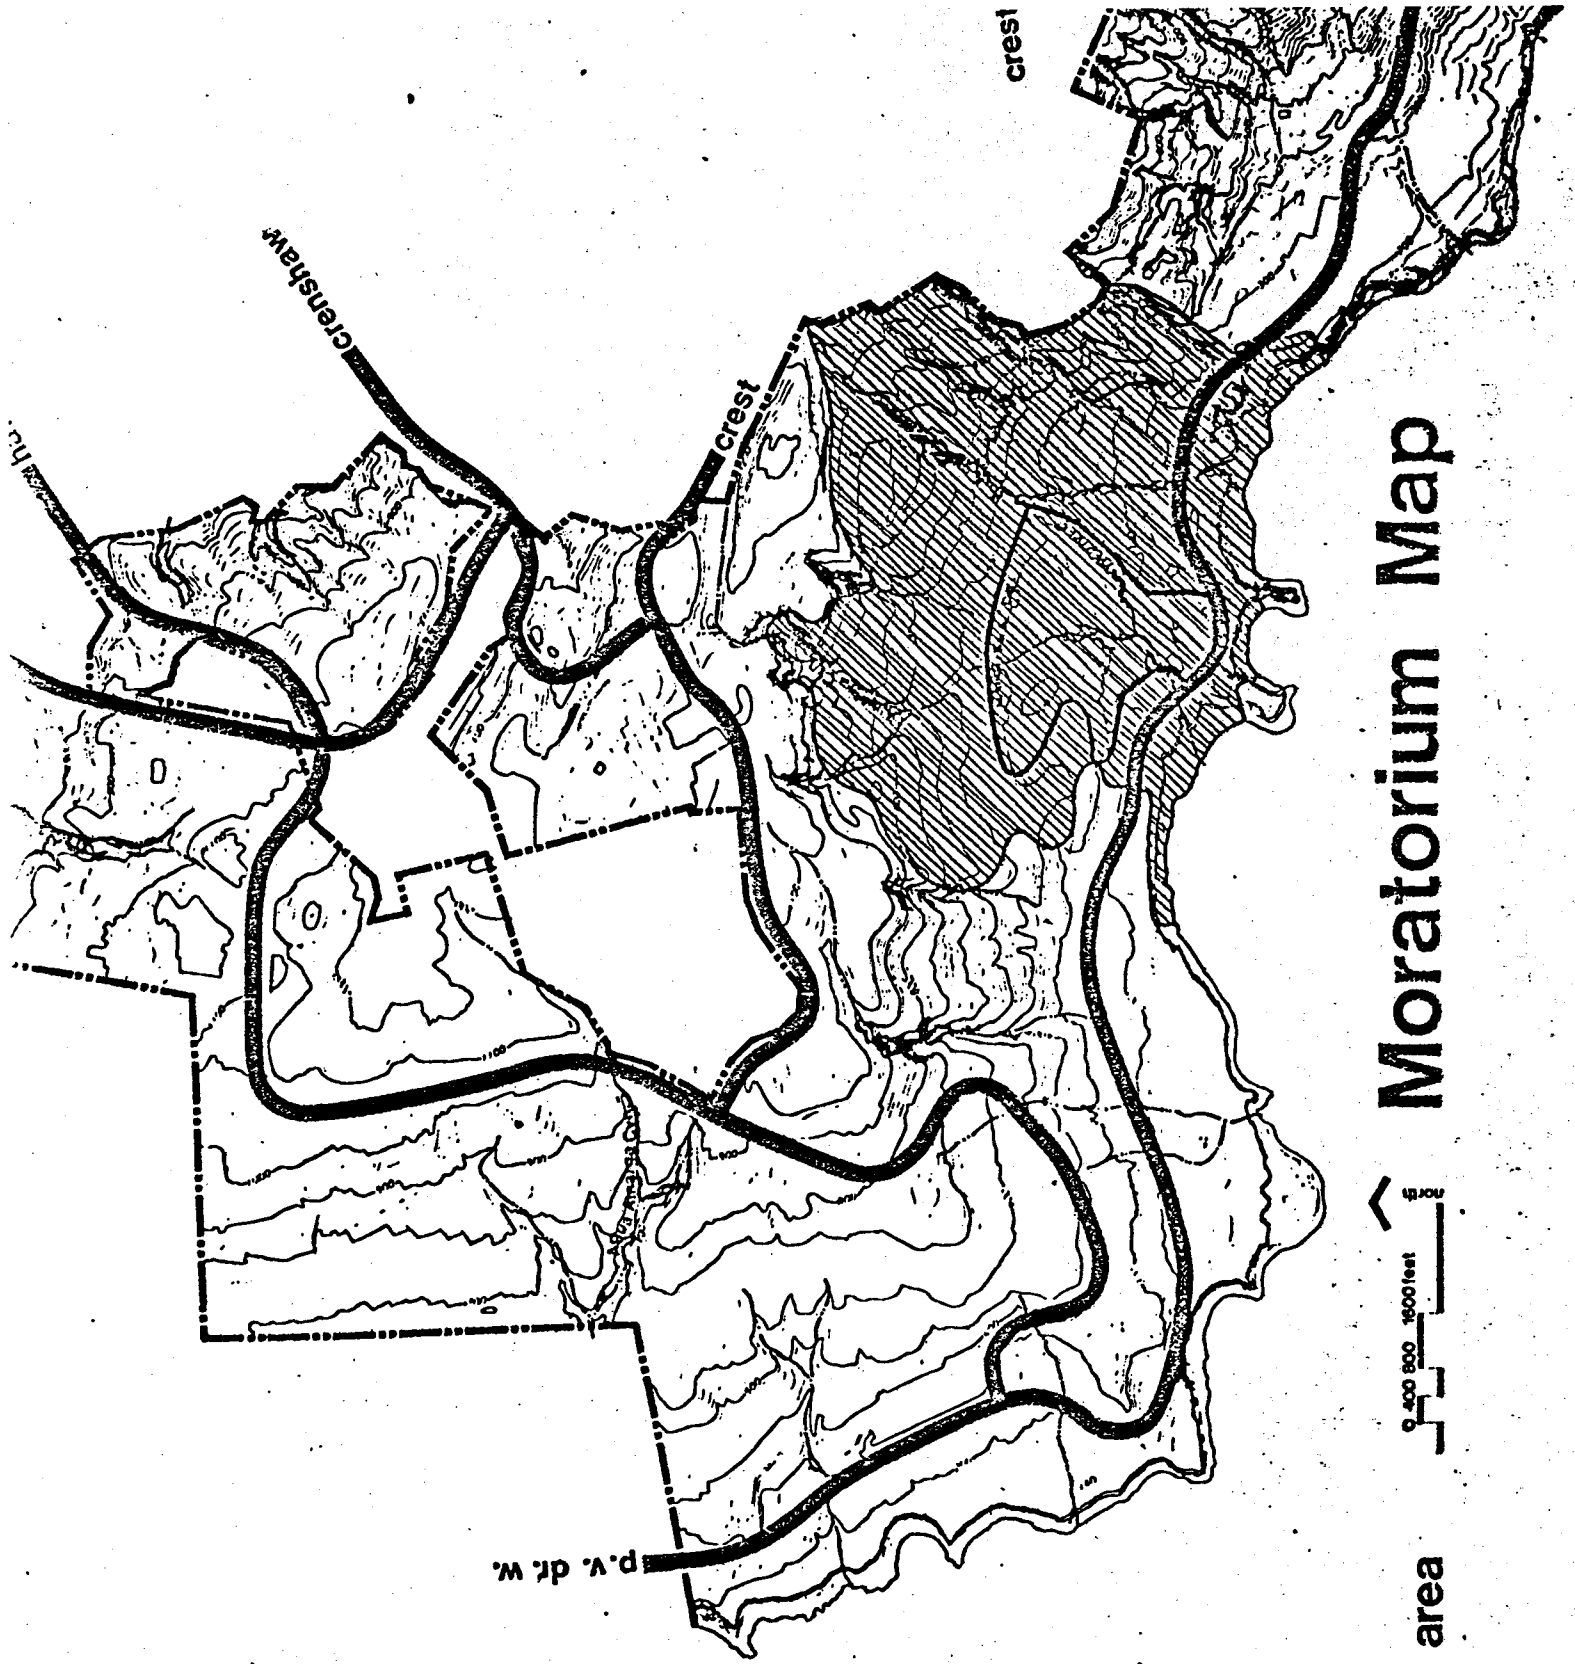 crest
crenshaw
crest
p.v. dr. w.
Moratorium Map
north
0 400 800 1600 feet
area